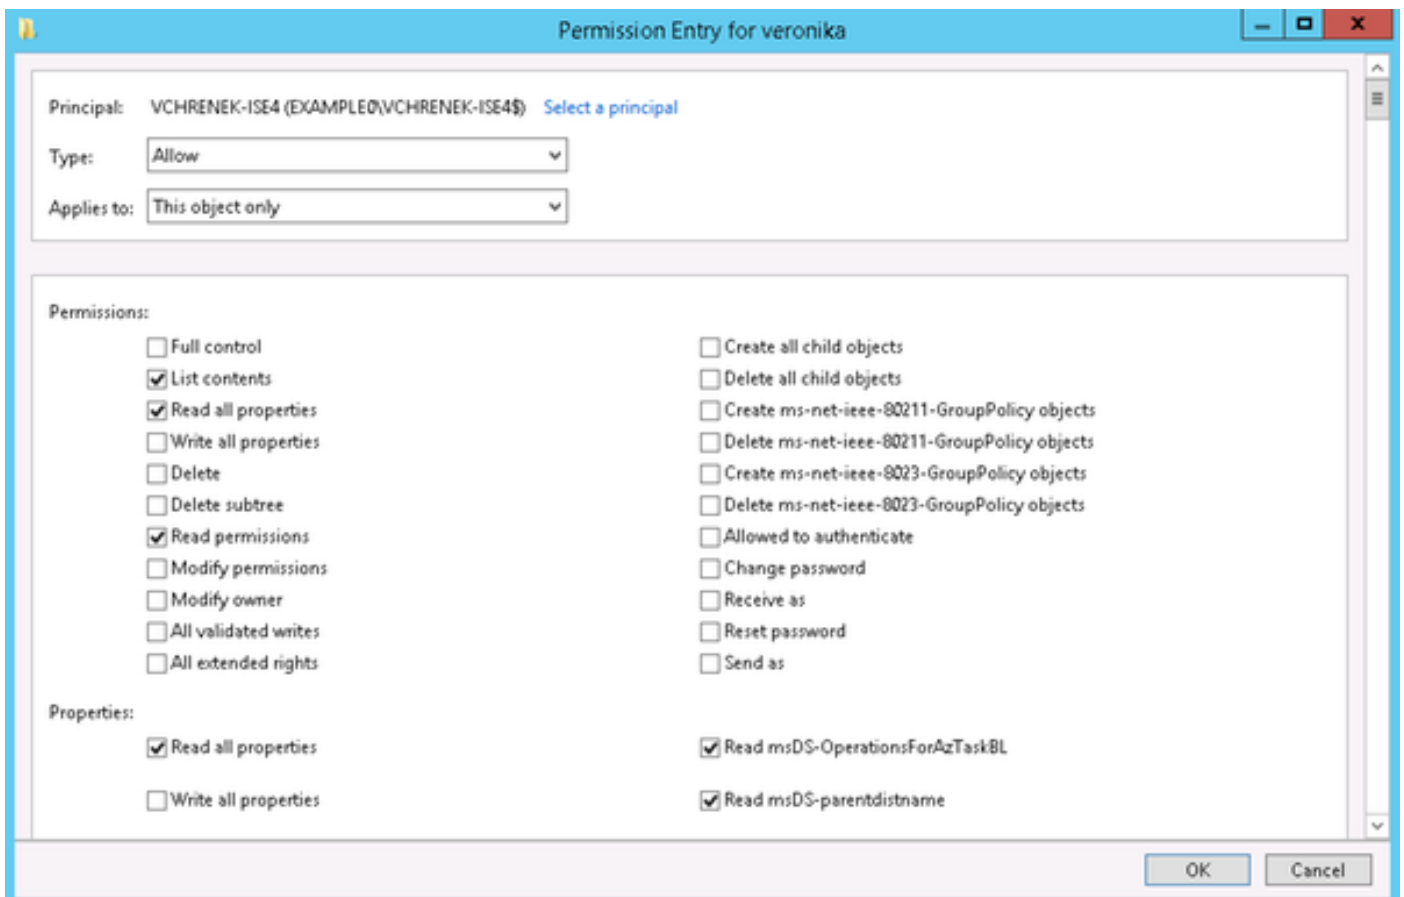 Permission Entry for veronika
Principal: VCHRENEK-ISE4 (EXAMPLE0\VCHRENEK-ISE4$) Select a principal
Type: Allow
Applies to: This object only
Permissions:
Full control
List contents
Read all properties
Write all properties
Delete
Delete subtree
Read permissions
Modify permissions
Modify owner
All validated writes
All extended rights
Create all child objects
Delete all child objects
Create ms-net-ieee-80211-GroupPolicy objects
Delete ms-net-ieee-80211-GroupPolicy objects
Create ms-net-ieee-8023-GroupPolicy objects
Delete ms-net-ieee-8023-GroupPolicy objects
Allowed to authenticate
Change password
Receive as
Reset password
Send as
Properties:
Read all properties
Write all properties
Read msDS-OperationsForAzTaskBL
Read msDS-parentdistname
OK
Cancel